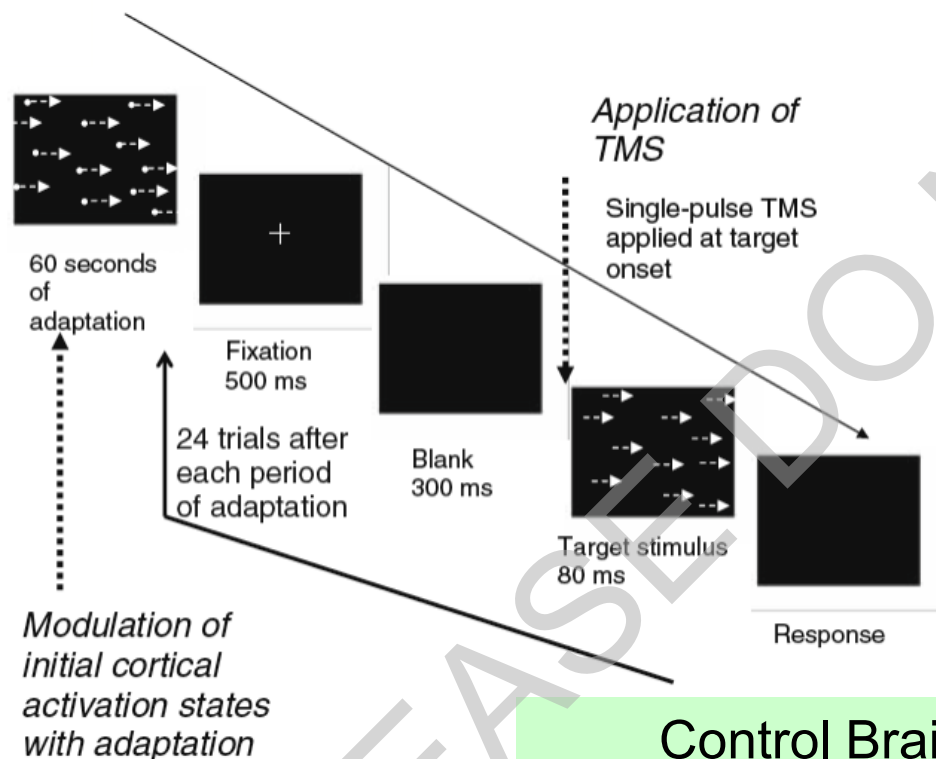 Application of
TMS
Single-pulse TMS
applied at target
onset
60 seconds
of
adaptation
Fixation
500 ms
24 trials after
each period
of adaptation
Blank
300 ms
Target stimulus
80 ms
Response
Modulation of
initial cortical
activation states
with adaptation
Control